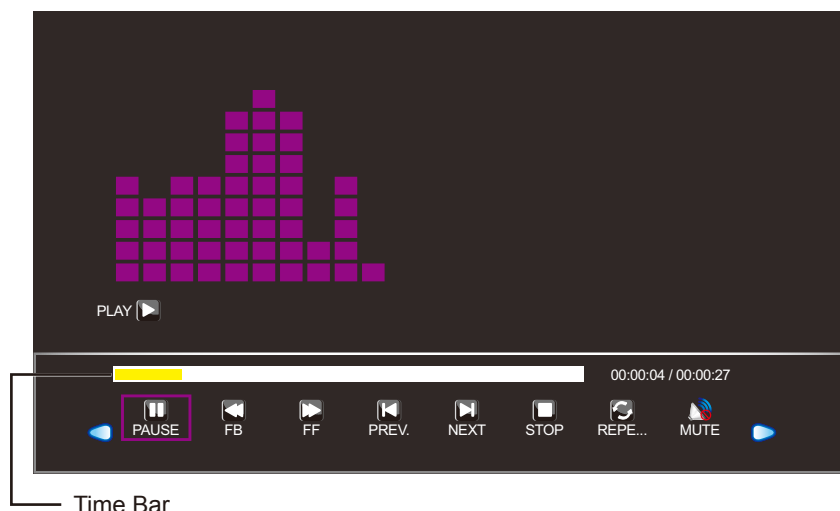 PLAY
00:00:04 / 00:00:27
PAUSE FB FF PREV. NEXT STOP REPE... MUTE
Time Bar